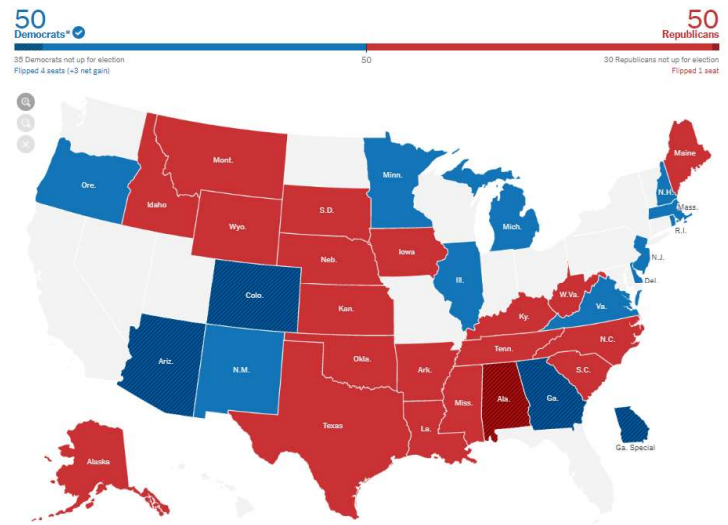 50
50
Democrats*
Republicans
35 Democrats not up for election
50
30 Republicans not up for election
Flipped 4 seats (+3 net gain)
Flipped 1 seat
Maine
Mont.
Minn.
Ore.
N.H.
Idaho
Mass.
S.D.
Wyo.
Mich.
R.I.
Iowa
Neb.
N.J.
Ill.
Del.
Colo.
W.Va.
Va.
Kan.
Ky.
N.C.
Tenn.
Okla.
Ariz.
N.M.
Ark.
S.C.
Ala.
Ga.
Miss.
Texas
La.
Ga. Special
Alaska